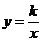 y = k/x